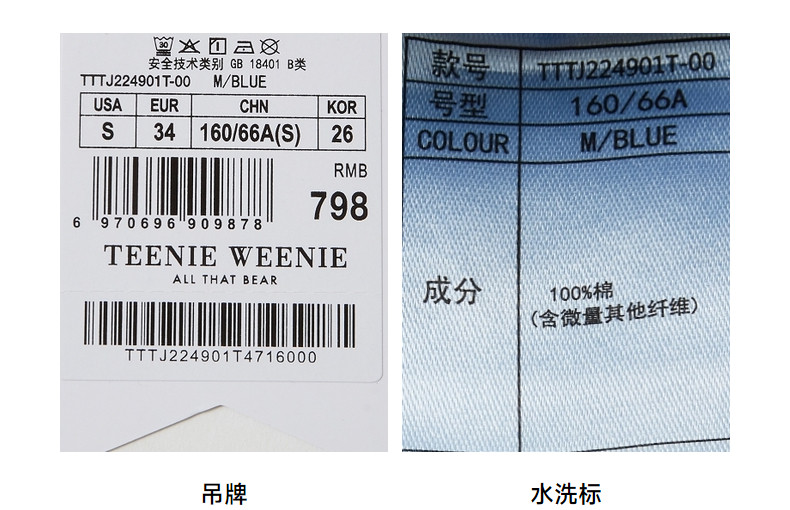 安全技术类别 GB 18401 B类
TTTJ224901T-00 M/BLUE
USA EUR CHN KOR
S 34 160/66A(S) 26
RMB
798
6 970696 909878
TEENIE WEENIE
ALL THAT BEAR
TTTJ224901T4716000
吊牌
款号 TTTJ224901T-00
号型 160/66A
COLOUR M/BLUE
成分 100%棉
(含微量其他纤维)
水洗标